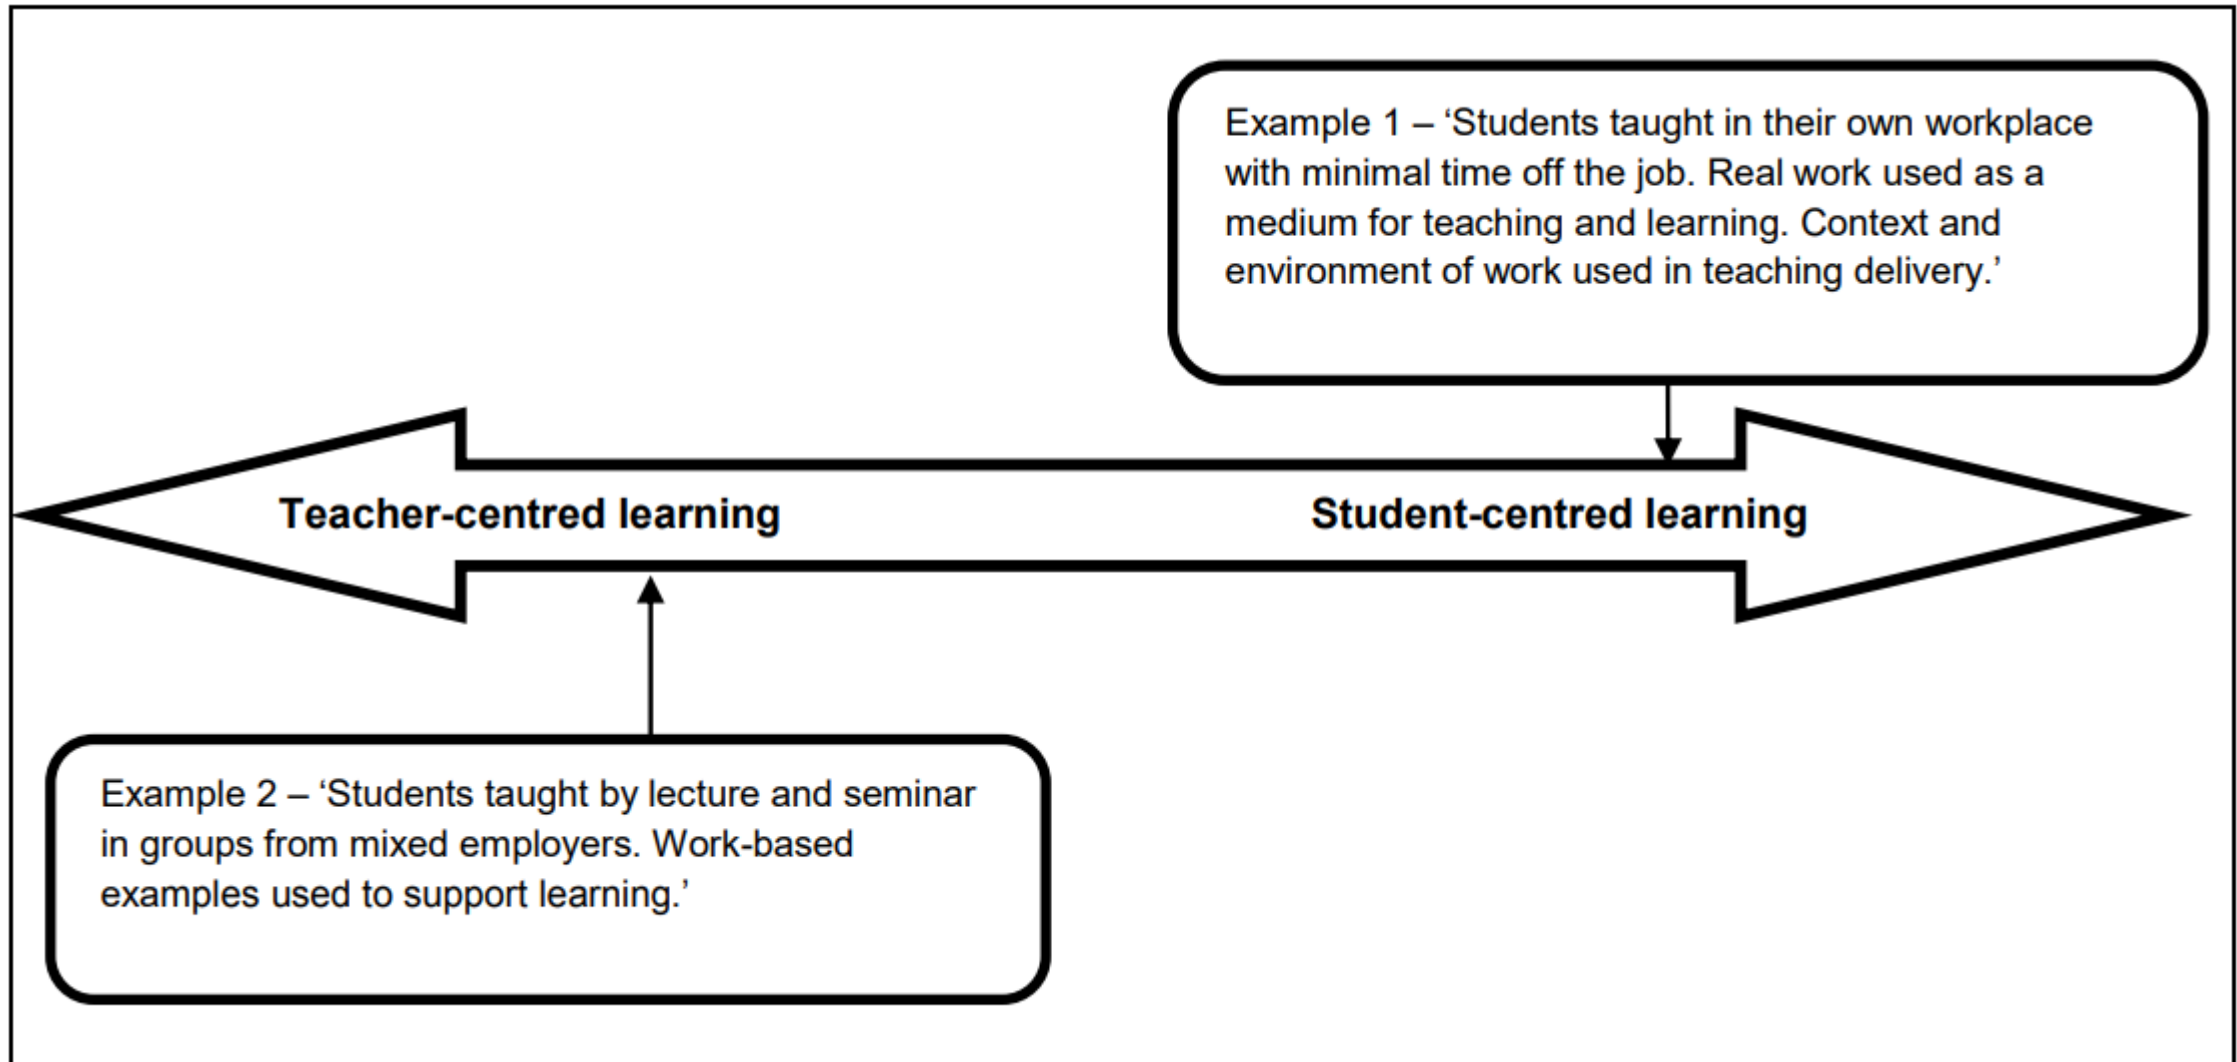 Example 1 – ‘Students taught in their own workplace
with minimal time off the job. Real work used as a
medium for teaching and learning. Context and
environment of work used in teaching delivery.’
Teacher-centred learning
Student-centred learning
Example 2 – ‘Students taught by lecture and seminar
in groups from mixed employers. Work-based
examples used to support learning.’